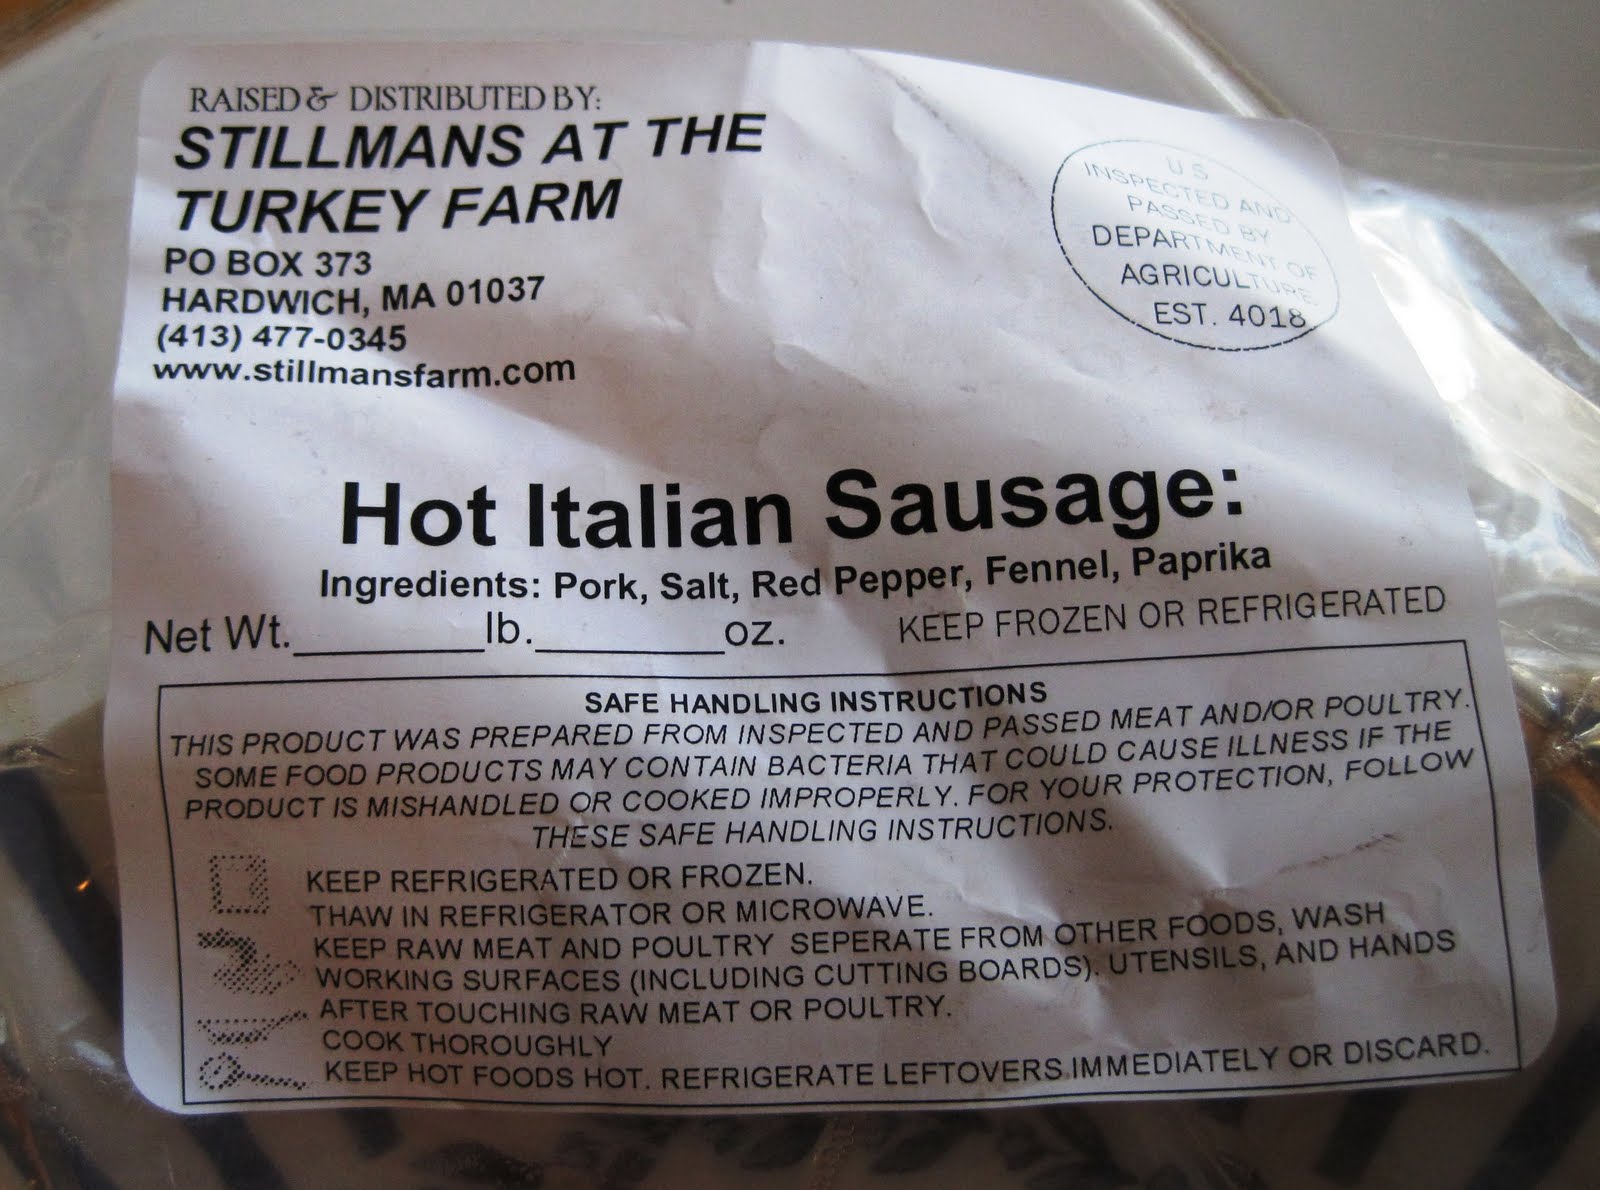 RAISED & DISTRIBUTED BY:
STILLMANS AT THE
TURKEY FARM
PO BOX 373
HARDWICH, MA 01037
(413) 477-0345
www.stillmansfarm.com
U S
INSPECTED AND
PASSED BY
DEPARTMENT OF
AGRICULTURE
EST. 4018
Hot Italian Sausage:
Ingredients: Pork, Salt, Red Pepper, Fennel, Paprika
Net Wt.________lb.________oz. KEEP FROZEN OR REFRIGERATED
SAFE HANDLING INSTRUCTIONS
THIS PRODUCT WAS PREPARED FROM INSPECTED AND PASSED MEAT AND/OR POULTRY.
SOME FOOD PRODUCTS MAY CONTAIN BACTERIA THAT COULD CAUSE ILLNESS IF THE
PRODUCT IS MISHANDLED OR COOKED IMPROPERLY. FOR YOUR PROTECTION, FOLLOW
THESE SAFE HANDLING INSTRUCTIONS.
KEEP REFRIGERATED OR FROZEN.
THAW IN REFRIGERATOR OR MICROWAVE.
KEEP RAW MEAT AND POULTRY SEPERATE FROM OTHER FOODS, WASH
WORKING SURFACES (INCLUDING CUTTING BOARDS). UTENSILS, AND HANDS
AFTER TOUCHING RAW MEAT OR POULTRY.
COOK THOROUGHLY
KEEP HOT FOODS HOT. REFRIGERATE LEFTOVERS IMMEDIATELY OR DISCARD.